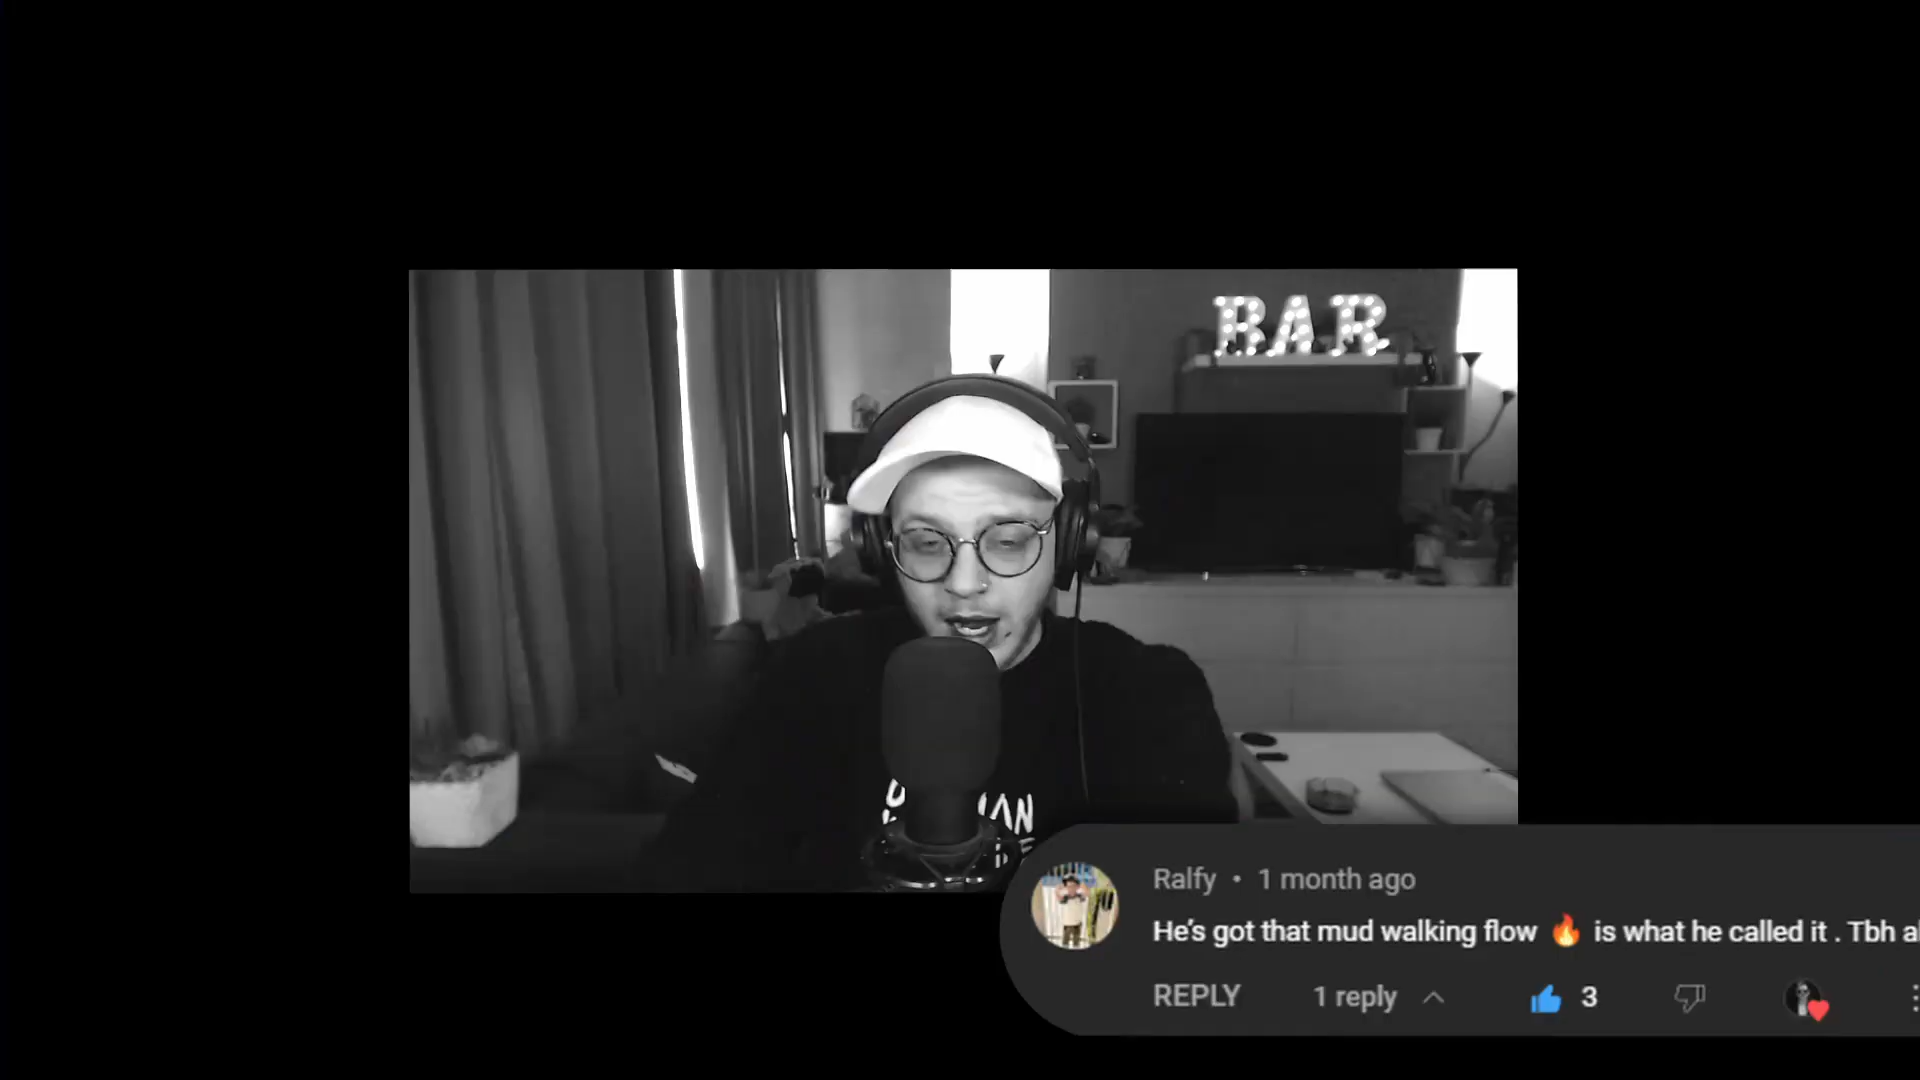 BAR
Ralfy • 1 month ago
He's got that mud walking flow 🔥 is what he called it . Tbh
REPLY 1 reply 3